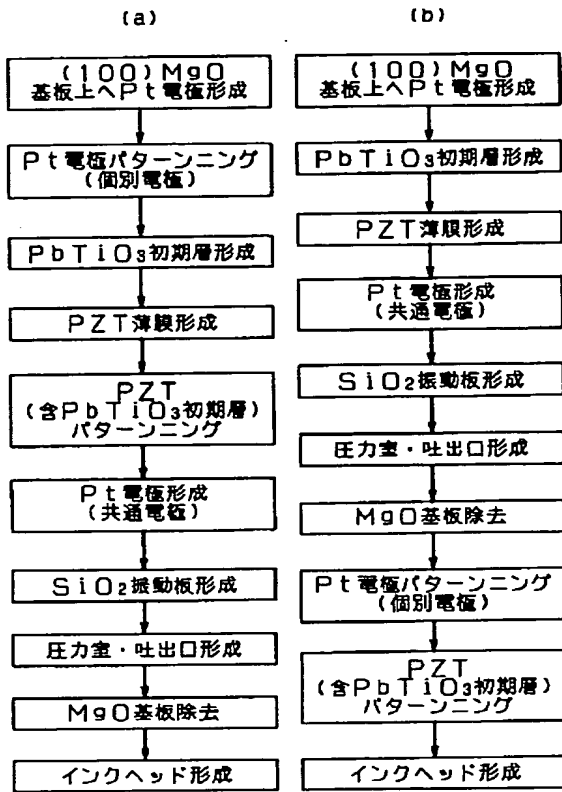 (a)
(100)MgO
基板上へPt電極形成
Pt電極パターンニング
(個別電極)
PbTiO₃初期層形成
PZT薄膜形成
PZT
(含PbTiO₃初期層)
パターンニング
Pt電極形成
(共通電極)
SiO₂振動板形成
圧力室・吐出口形成
MgO基板除去
インクヘッド形成
(b)
(100)MgO
基板上へPt電極形成
PbTiO₃初期層形成
PZT薄膜形成
Pt電極形成
(共通電極)
SiO₂振動板形成
圧力室・吐出口形成
MgO基板除去
Pt電極パターンニング
(個別電極)
PZT
(含PbTiO₃初期層)
パターンニング
インクヘッド形成